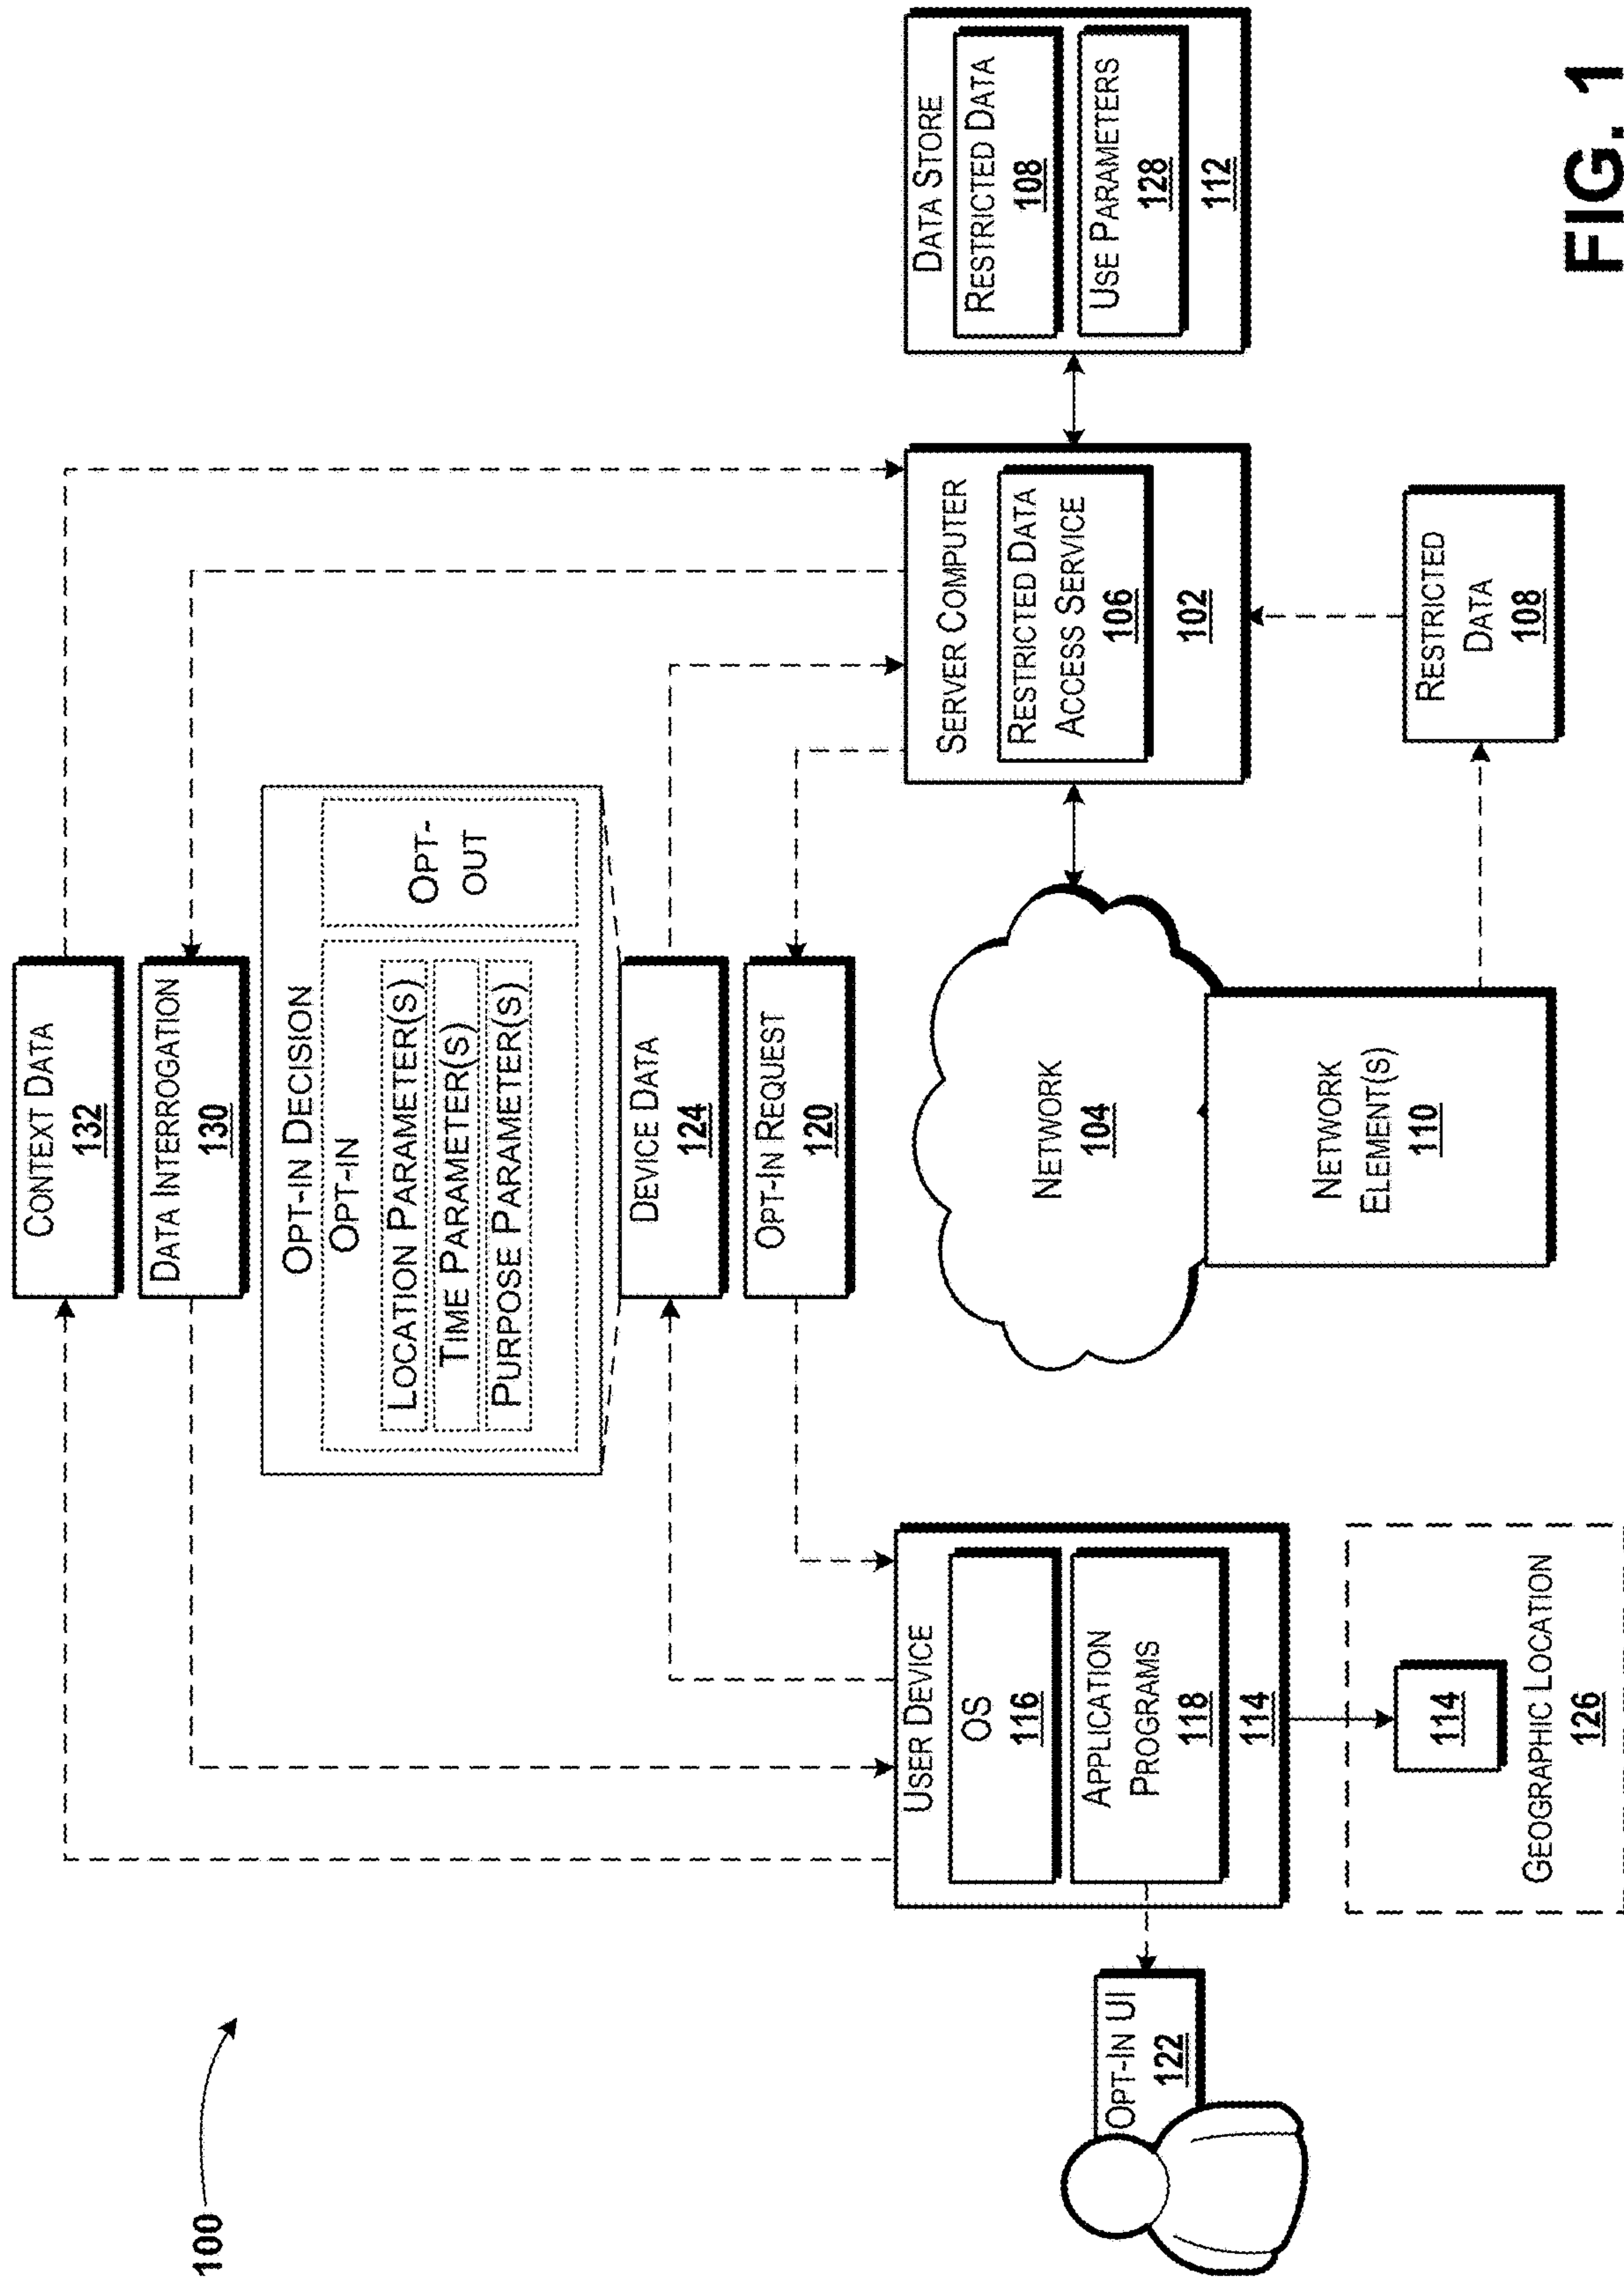 100
CONTEXT DATA
132
DATA INTERROGATION
130
OPT-IN DECISION
OPT-IN
LOCATION PARAMETER(S)
TIME PARAMETER(S)
PURPOSE PARAMETER(S)
OPT-
OUT
DEVICE DATA
124
OPT-IN REQUEST
120
OPT-IN UI
122
USER DEVICE
OS
116
APPLICATION
PROGRAMS
118
114
114
GEOGRAPHIC LOCATION
126
NETWORK
104
NETWORK
ELEMENT(S)
110
SERVER COMPUTER
RESTRICTED DATA
ACCESS SERVICE
106
102
RESTRICTED
DATA
108
DATA STORE
RESTRICTED DATA
108
USE PARAMETERS
128
112
FIG. 1